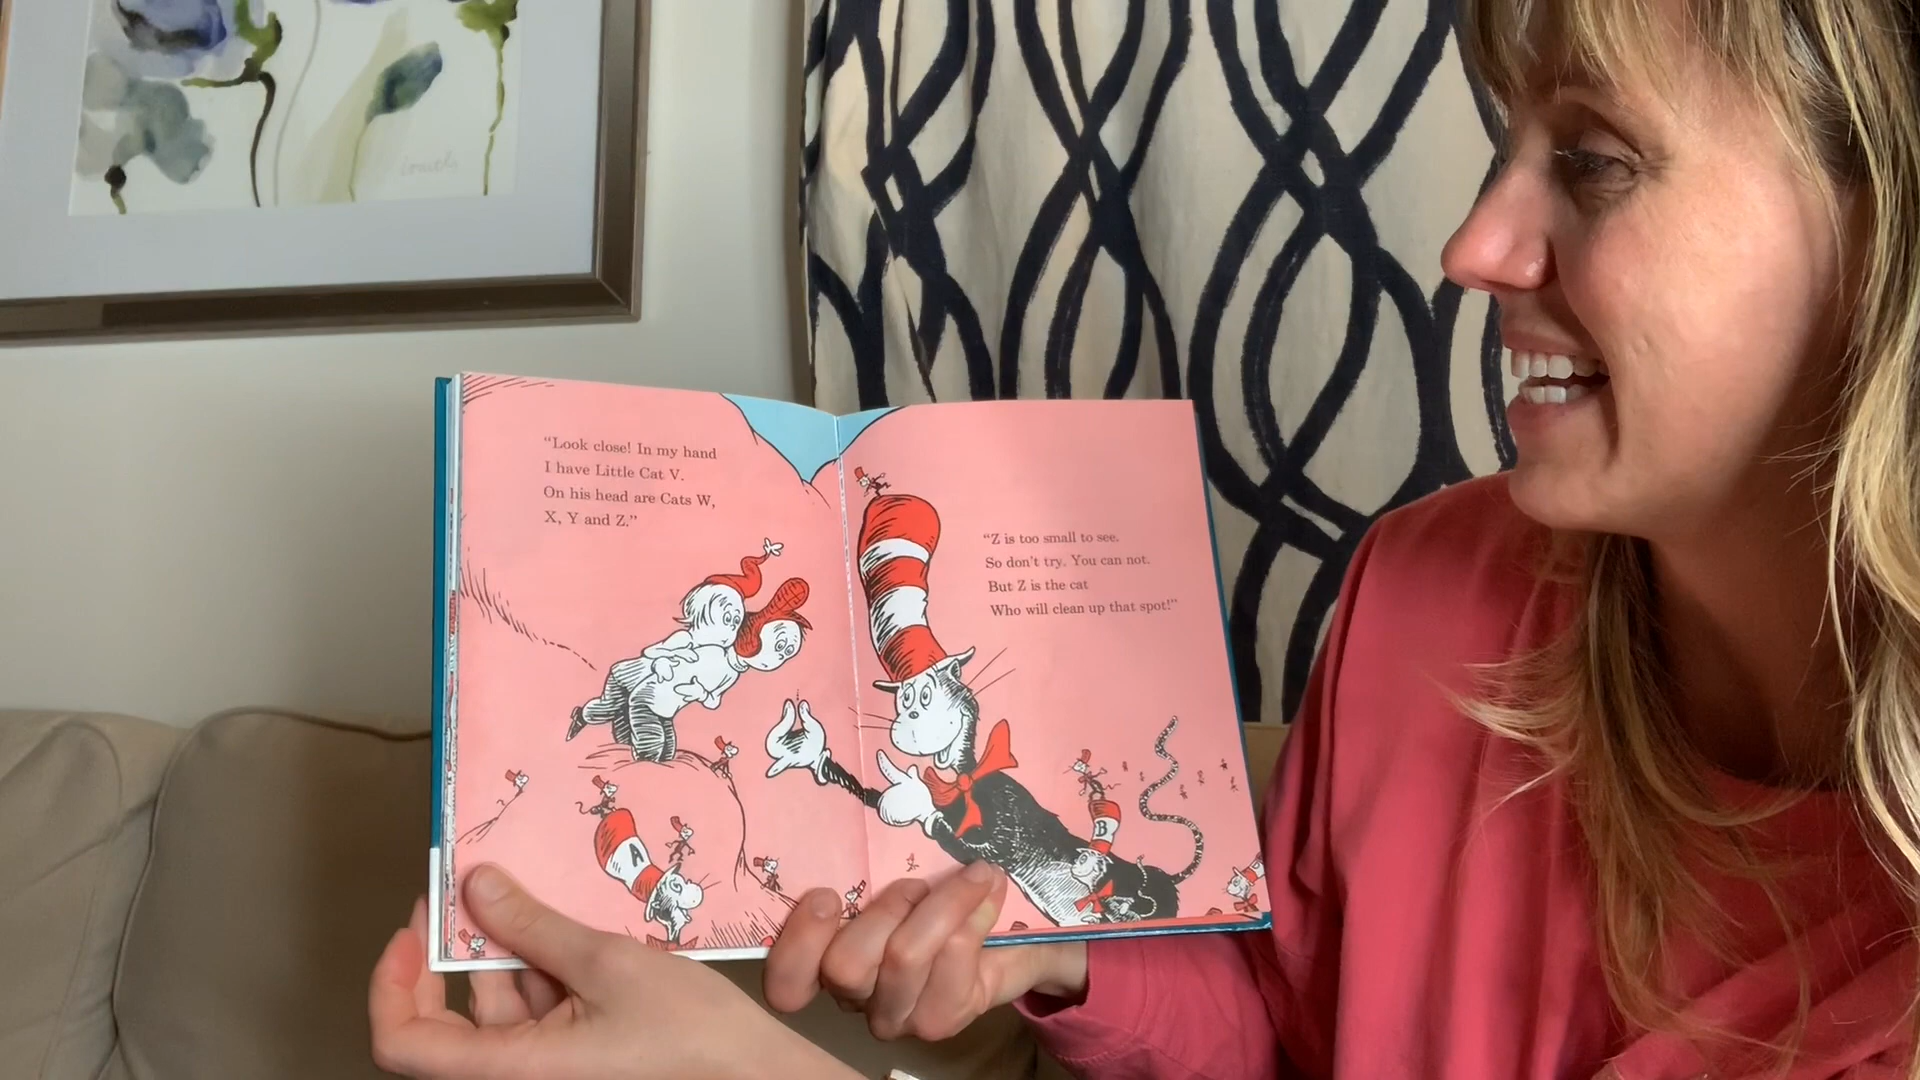 “Look close! In my hand
I have Little Cat V.
On his head are Cats W,
X, Y and Z.”
“Z is too small to see.
So don't try. You can not.
But Z is the cat
Who will clean up that spot!”
A
B